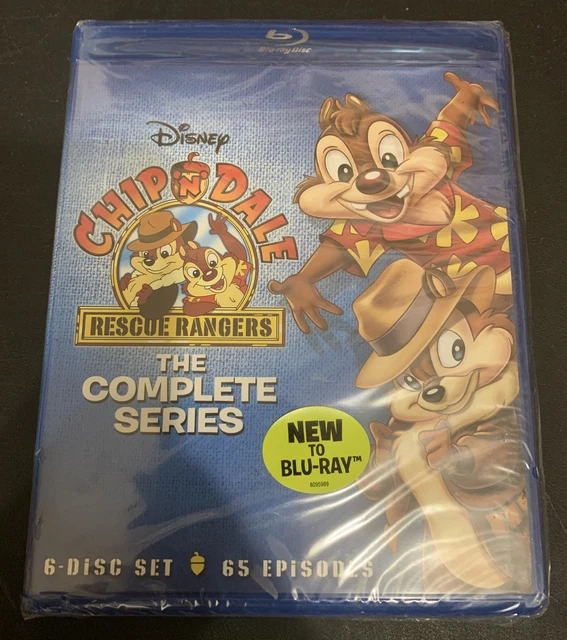 Blu-ray Disc
Disney
CHIP 'N' DALE
RESCUE RANGERS
THE
COMPLETE
SERIES
NEW
TO
BLU-RAY™
8095989
6-DiSC SET 65 EPiSODES